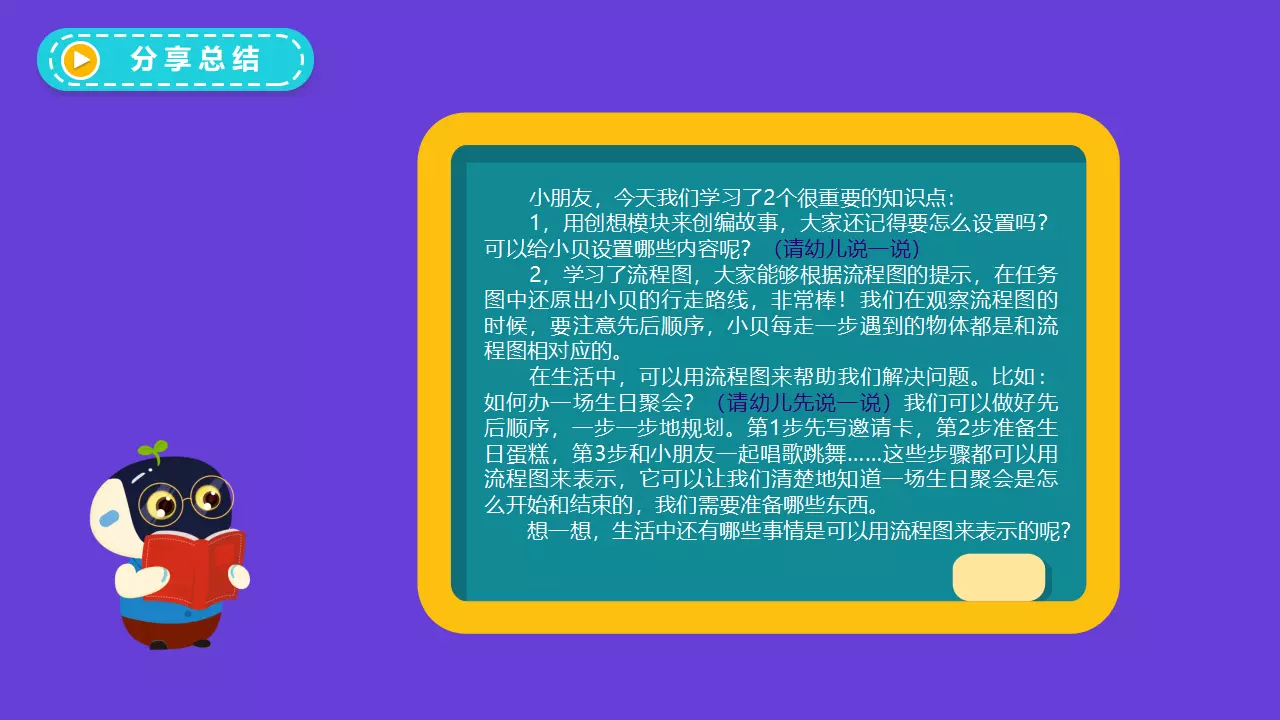 分享总结
小朋友，今天我们学习了2个很重要的知识点：
1，用创想模块来创编故事，大家还记得要怎么设置吗？
可以给小贝设置哪些内容呢？（请幼儿说一说）
2，学习了流程图，大家能够根据流程图的提示，在任务
图中还原出小贝的行走路线，非常棒！我们在观察流程图的
时候，要注意先后顺序，小贝每走一步遇到的物体都是和流
程图相对应的。
在生活中，可以用流程图来帮助我们解决问题。比如：
如何办一场生日聚会？（请幼儿先说一说）我们可以做好先
后顺序，一步一步地规划。第1步先写邀请卡，第2步准备生
日蛋糕，第3步和小朋友一起唱歌跳舞……这些步骤都可以用
流程图来表示，它可以让我们清楚地知道一场生日聚会是怎
么开始和结束的，我们需要准备哪些东西。
想一想，生活中还有哪些事情是可以用流程图来表示的呢？